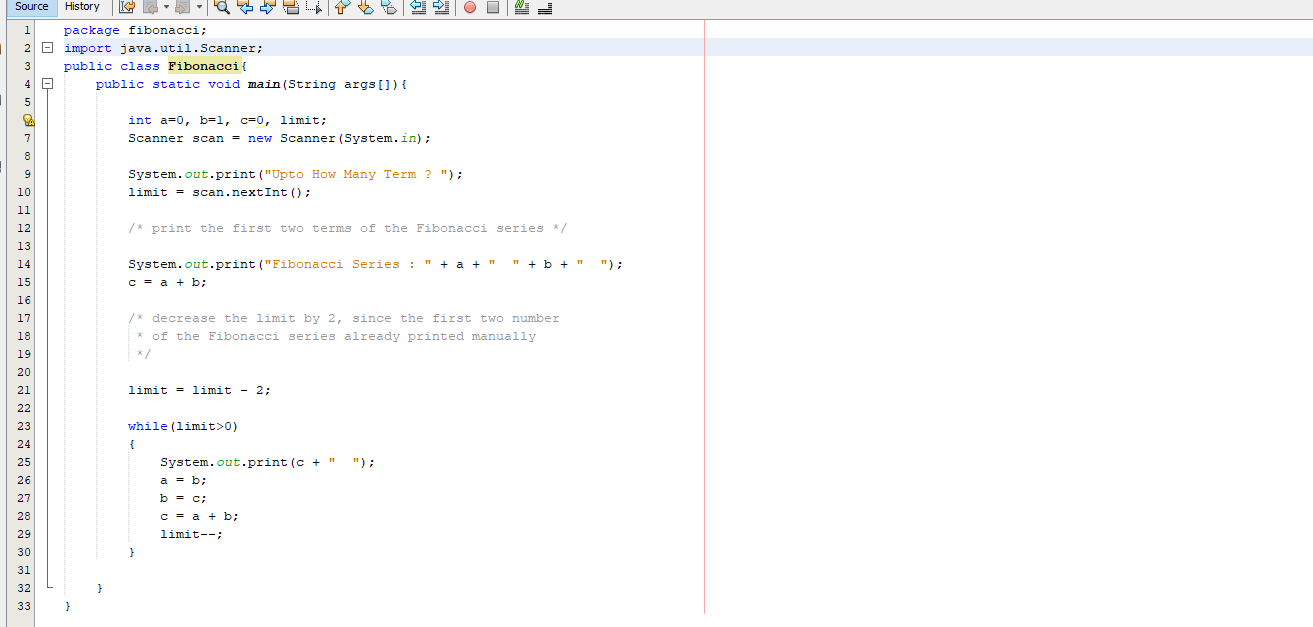 Source History
1 package fibonacci;
2 import java.util.Scanner;
3 public class Fibonacci{
4 public static void main(String args[]){
5
int a=0, b=1, c=0, limit;
7 Scanner scan = new Scanner(System.in);
8
9 System.out.print("Upto How Many Term ? ");
10 limit = scan.nextInt();
11
12 /* print the first two terms of the Fibonacci series */
13
14 System.out.print("Fibonacci Series : " + a + "  " + b + "  ");
15 c = a + b;
16
17 /* decrease the limit by 2, since the first two number
18 * of the Fibonacci series already printed manually
19 */
20
21 limit = limit - 2;
22
23 while(limit>0)
24 {
25 System.out.print(c + "  ");
26 a = b;
27 b = c;
28 c = a + b;
29 limit--;
30 }
31
32 }
33 }